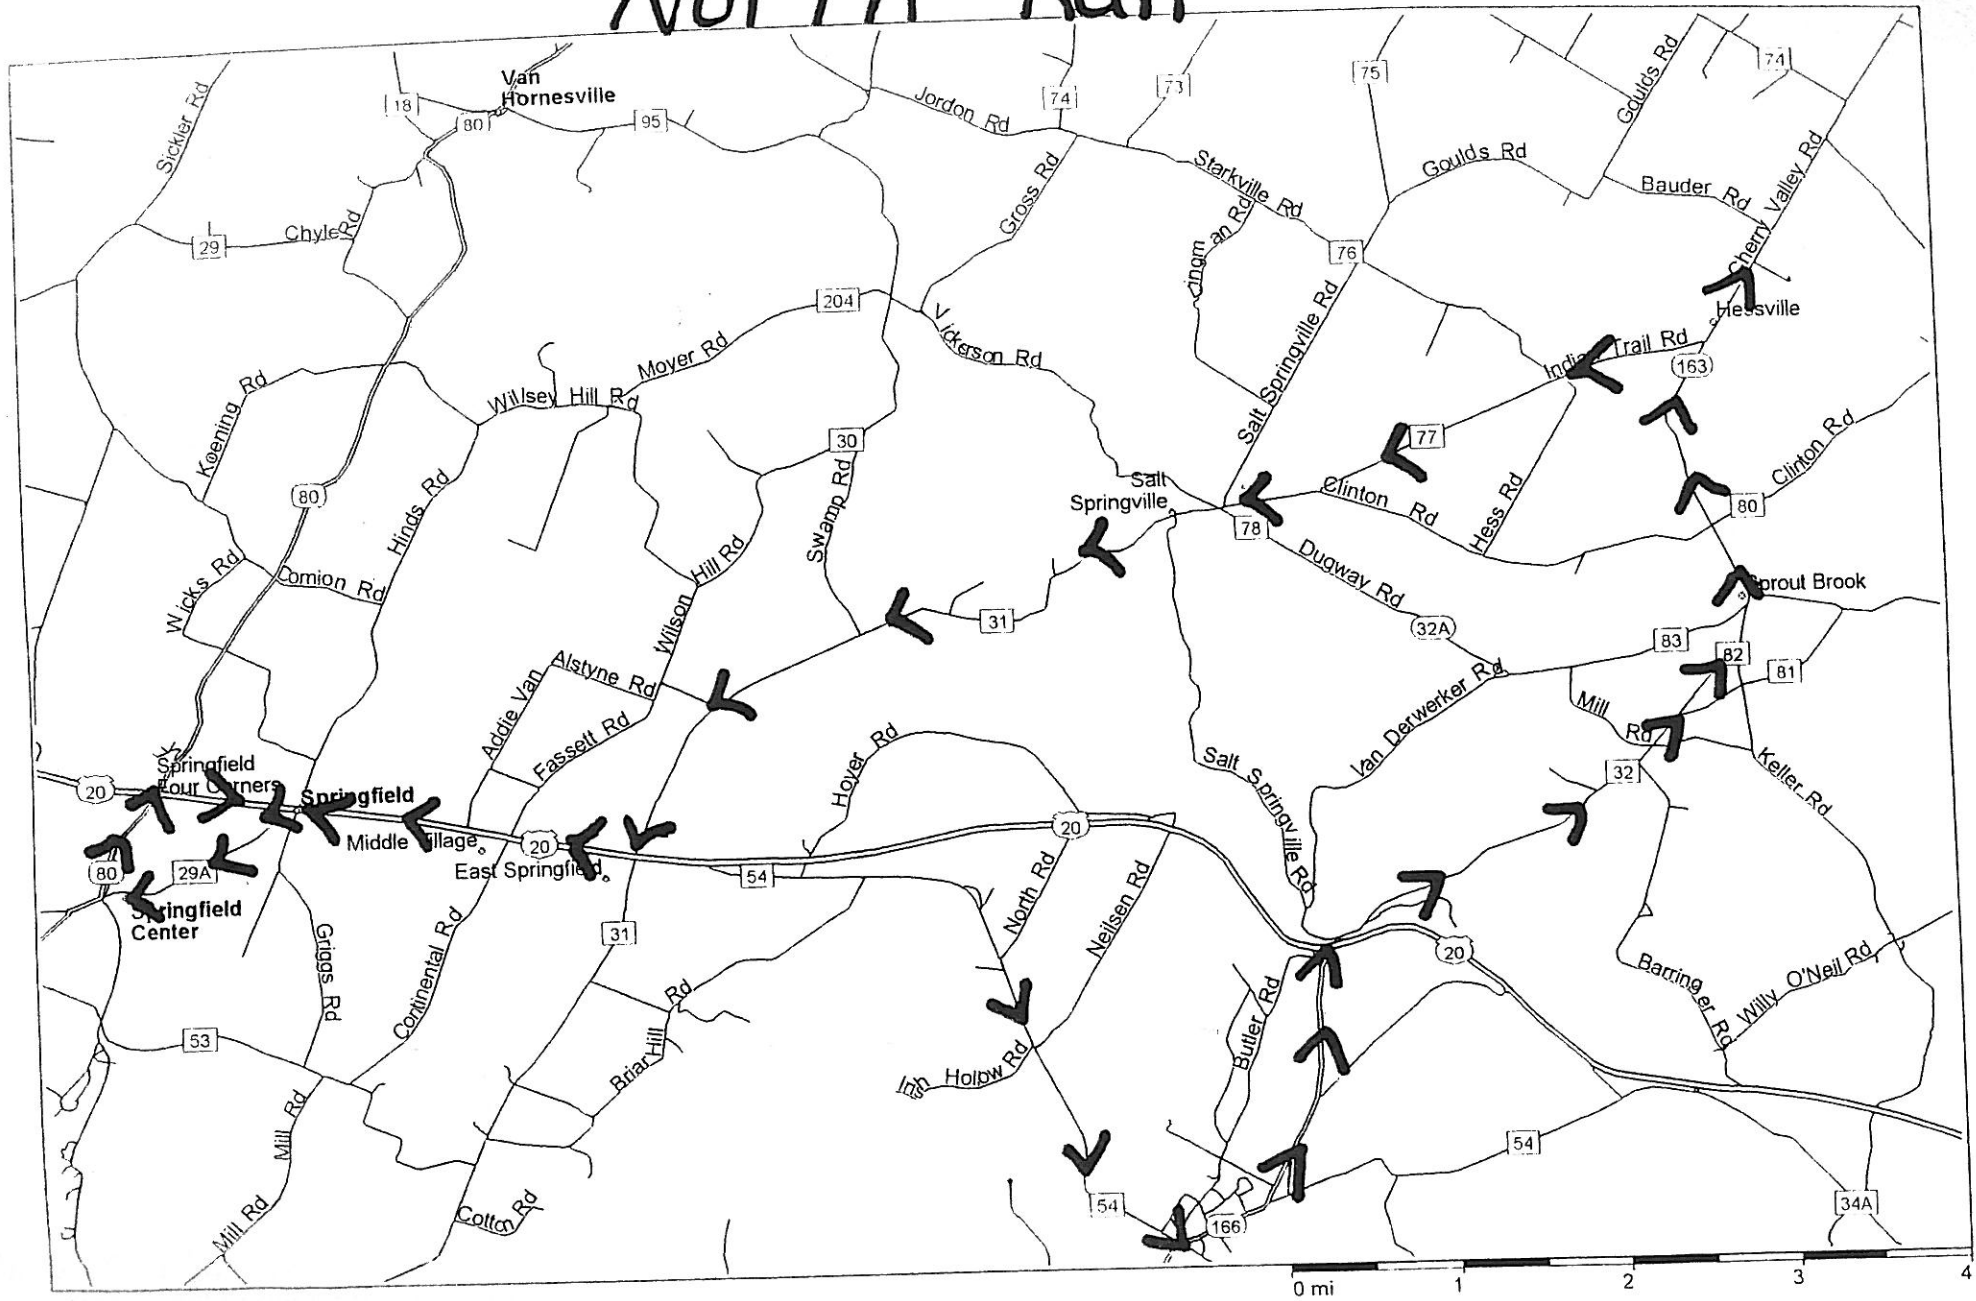 North Run
Van
Hornesville
Sickler Rd
18
80
95
Jordon Rd
74
73
75
Goulds Rd
74
Gross Rd
Starkville Rd
Goulds Rd
Bauder Rd
Cherry Valley Rd
29
Chyle Rd
76
204
Vickerson Rd
Salt Springville Rd
Hessville
Moyer Rd
Indian Trail Rd
163
Koening Rd
Willsey Hill Rd
30
77
Clinton Rd
80
Hinds Rd
Swamp Rd
Salt
Springville
78
Clinton Rd
Hess Rd
80
Wicks Rd
Comion Rd
Wilson Hill Rd
31
Dugway Rd
32A
Sprout Brook
83
82
81
Addie Van Alstyne Rd
Fassett Rd
Van Derwerker Rd
Mill Rd
Hoyer Rd
Salt Springville Rd
Keller Rd
32
Springfield
Four Corners
20
Springfield
Middle Village
20
East Springfield
54
20
80
29A
Springfield
Center
Griggs Rd
Continental Rd
31
North Rd
Neilsen Rd
20
Barringer Rd
Willy O'Neil Rd
Butler Rd
53
Briar Hill Rd
Hollow Rd
Mill Rd
Mill Rd
Cotton Rd
54
166
54
34A
0 mi 1 2 3 4